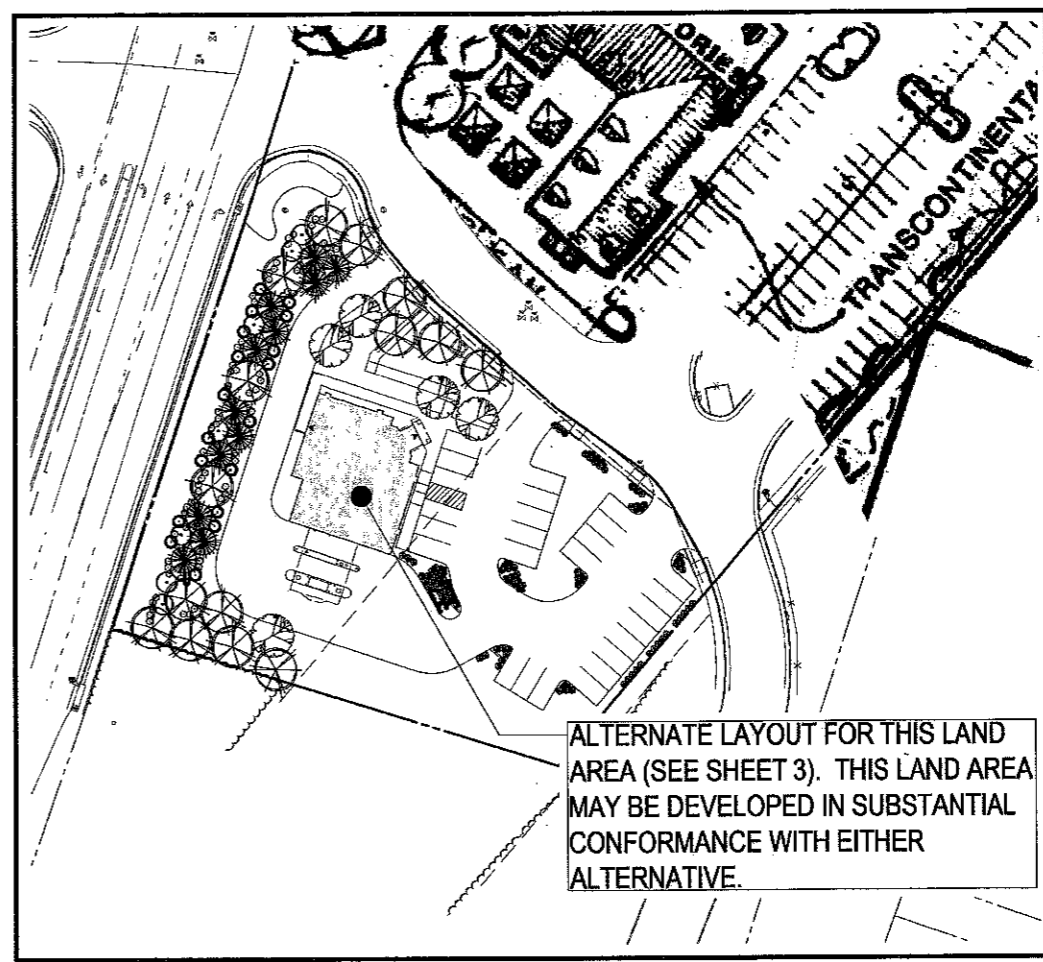 TRANSCONTINENTA
ALTERNATE LAYOUT FOR THIS LAND
AREA (SEE SHEET 3).  THIS LAND AREA
MAY BE DEVELOPED IN SUBSTANTIAL
CONFORMANCE WITH EITHER
ALTERNATIVE.